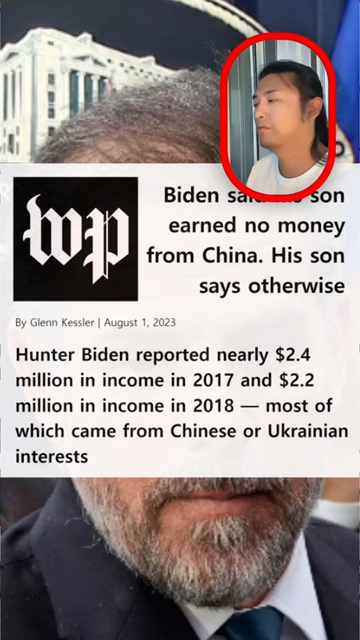 wp
Biden said his son
earned no money
from China. His son
says otherwise
By Glenn Kessler | August 1, 2023
Hunter Biden reported nearly $2.4
million in income in 2017 and $2.2
million in income in 2018 — most of
which came from Chinese or Ukrainian
interests